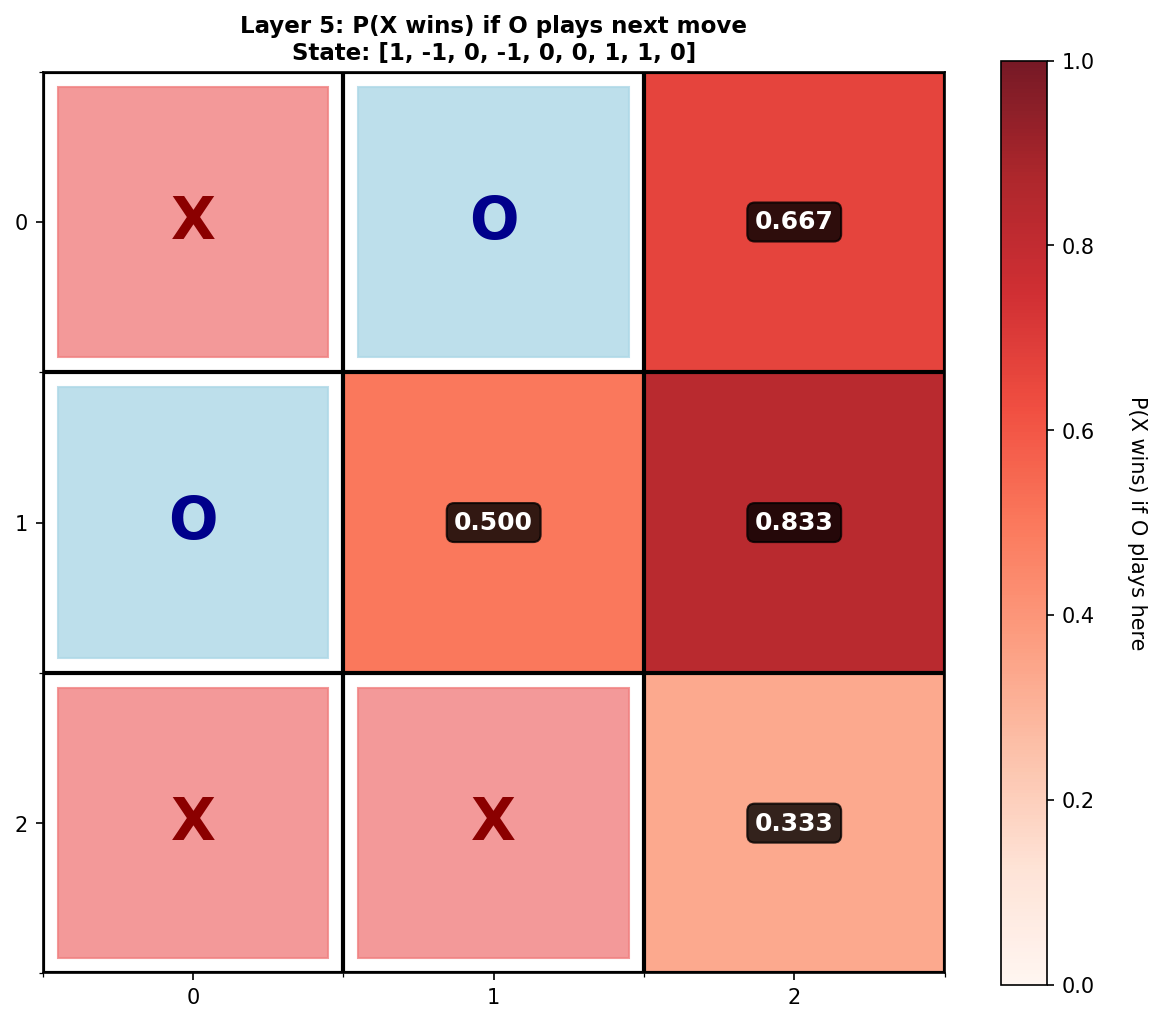 Layer 5: P(X wins) if O plays next move
State: [1, -1, 0, -1, 0, 0, 1, 1, 0]
0
X
O
0.667
1
O
0.500
0.833
2
X
X
0.333
0
1
2
1.0
0.8
0.6
0.4
0.2
0.0
P(X wins) if O plays here